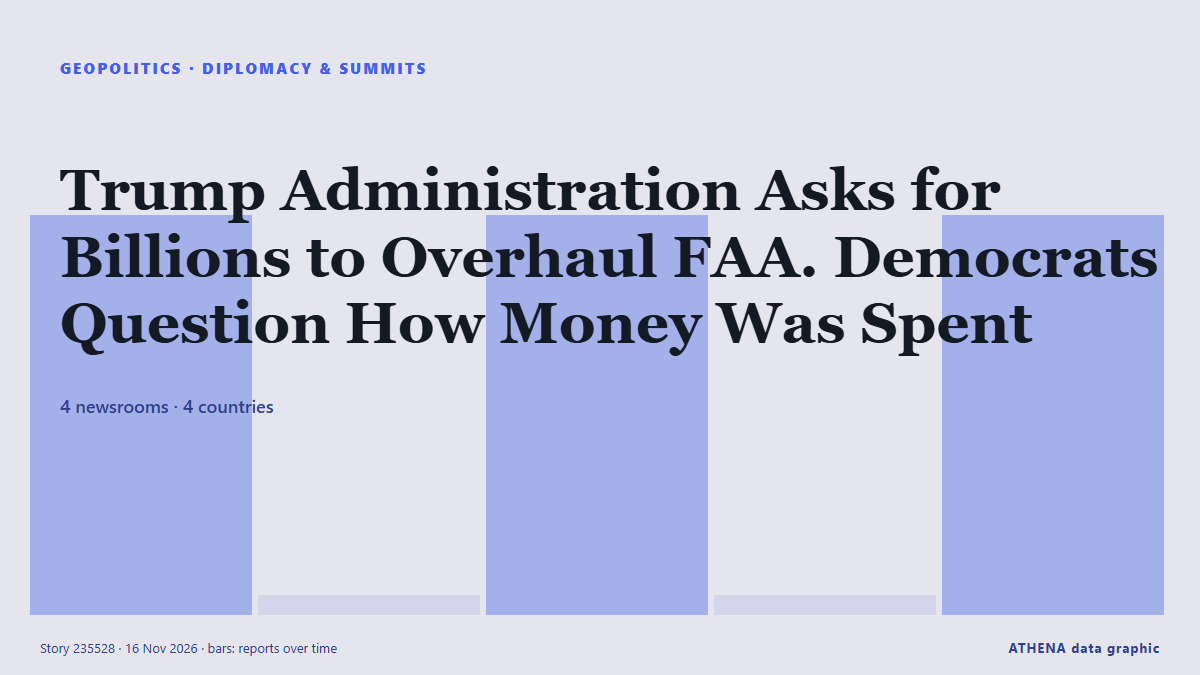 GEOPOLITICS · DIPLOMACY & SUMMITS
Trump Administration Asks for
Billions to Overhaul FAA. Democrats
Question How Money Was Spent
4 newsrooms · 4 countries
Story 235528 · 16 Nov 2026 · bars: reports over time
ATHENA data graphic